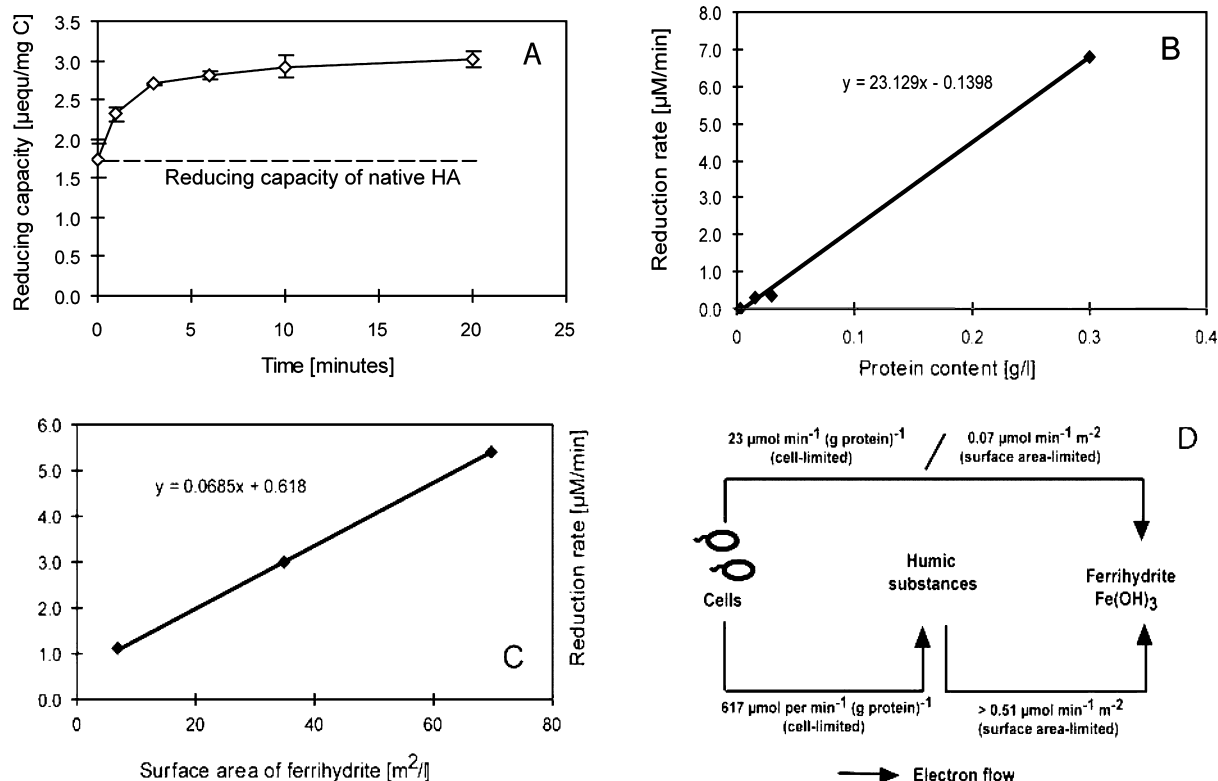 A
3.5
3.0
2.5
2.0
1.5
1.0
0.5
0.0
Reducing capacity [µequ/mg C]
Reducing capacity of native HA
0 5 10 15 20 25
Time [minutes]
B
8.0
7.0
6.0
5.0
4.0
3.0
2.0
1.0
0.0
Reduction rate [µM/min]
y = 23.129x - 0.1398
0 0.1 0.2 0.3 0.4
Protein content [g/l]
6.0
5.0
4.0
3.0
2.0
1.0
0.0
y = 0.0685x + 0.618
C
Reduction rate [µM/min]
0 20 40 60 80
Surface area of ferrihydrite [m²/l]
D
23 µmol min⁻¹ (g protein)⁻¹
(cell-limited)
0.07 µmol min⁻¹ m⁻²
(surface area-limited)
Cells
Humic
substances
Ferrihydrite
Fe(OH)₃
617 µmol per min⁻¹ (g protein)⁻¹
(cell-limited)
> 0.51 µmol min⁻¹ m⁻²
(surface area-limited)
Electron flow